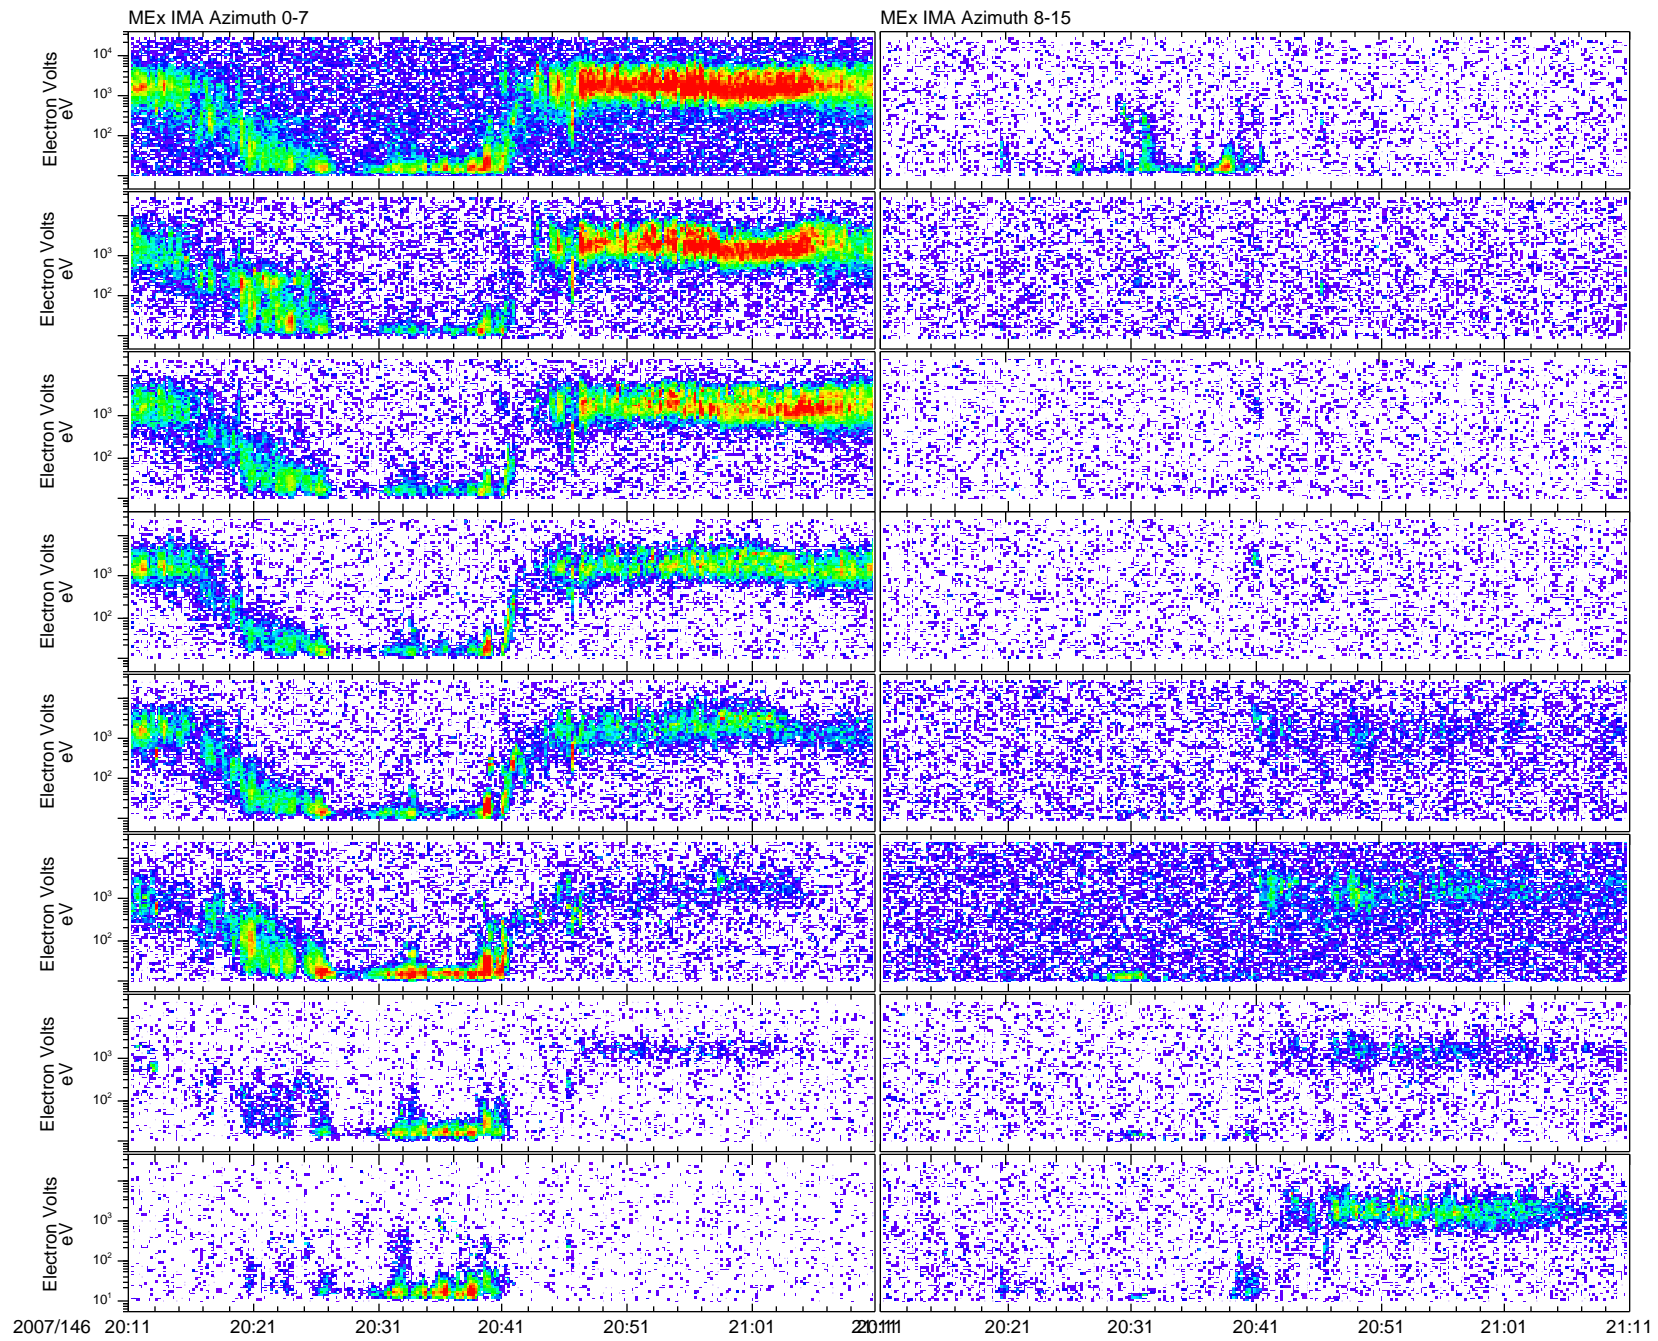 MEx IMA Azimuth 0-7 MEx IMA Azimuth 8-15
Electron Volts
eV
10⁴
10³
10²
Electron Volts
eV
10³
10²
Electron Volts
eV
10³
10²
Electron Volts
eV
10³
10²
Electron Volts
eV
10³
10²
Electron Volts
eV
10³
10²
Electron Volts
eV
10³
10²
Electron Volts
eV
10³
10²
10¹
2007/146 20:11 20:21 20:31 20:41 20:51 21:01 21:11
20:11 20:21 20:31 20:41 20:51 21:01 21:11